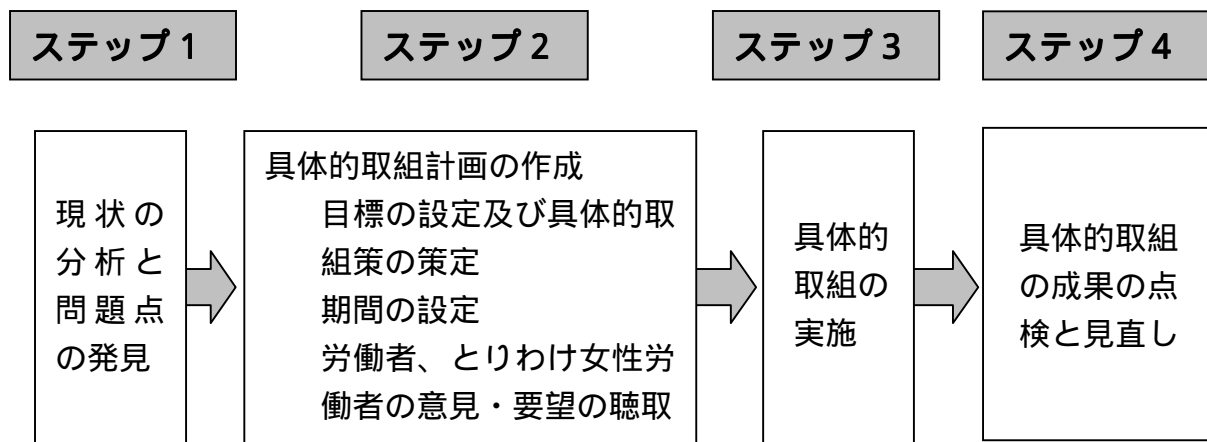 ステップ1
ステップ2
ステップ3
ステップ4
現状の
分析と
問題点
の発見
具体的取組計画の作成
目標の設定及び具体的取
組策の策定
期間の設定
労働者、とりわけ女性労
働者の意見・要望の聴取
具体的
取組の
実施
具体的取組
の成果の点
検と見直し